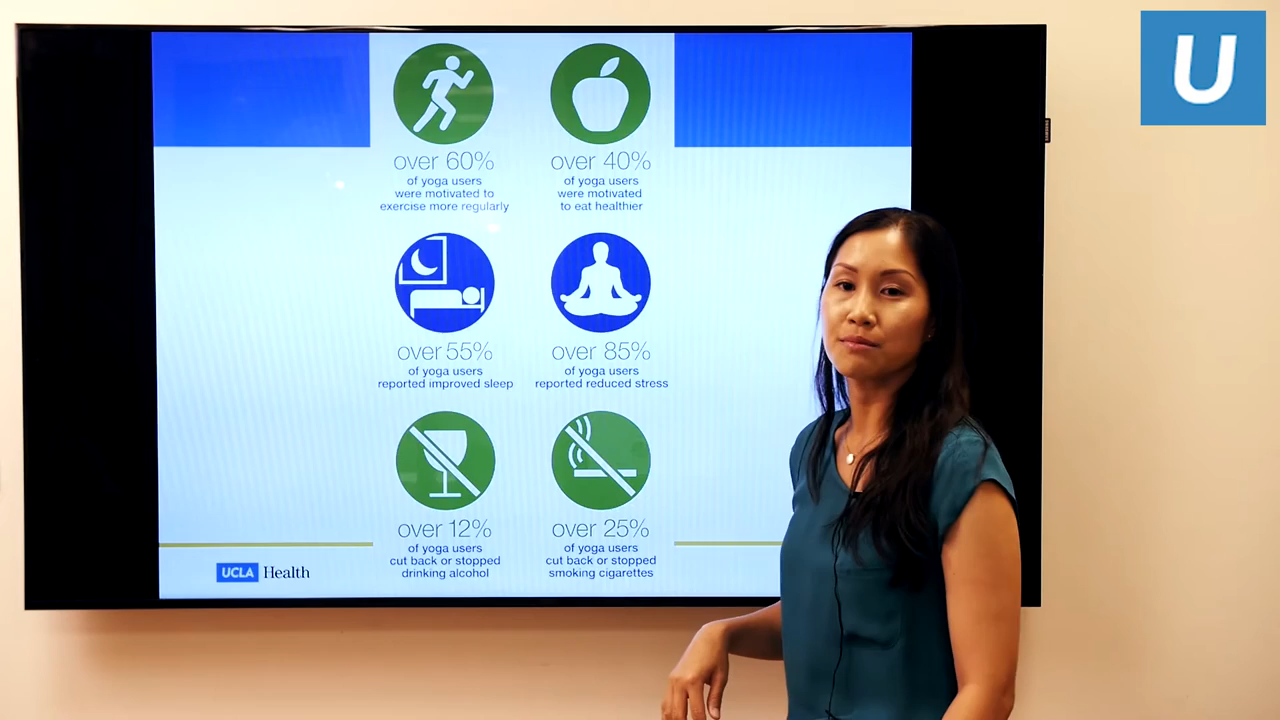 U
over 60%
of yoga users
were motivated to
exercise more regularly
over 40%
of yoga users
were motivated
to eat healthier
over 55%
of yoga users
reported improved sleep
over 85%
of yoga users
reported reduced stress
over 12%
of yoga users
cut back or stopped
drinking alcohol
over 25%
of yoga users
cut back or stopped
smoking cigarettes
UCLA Health